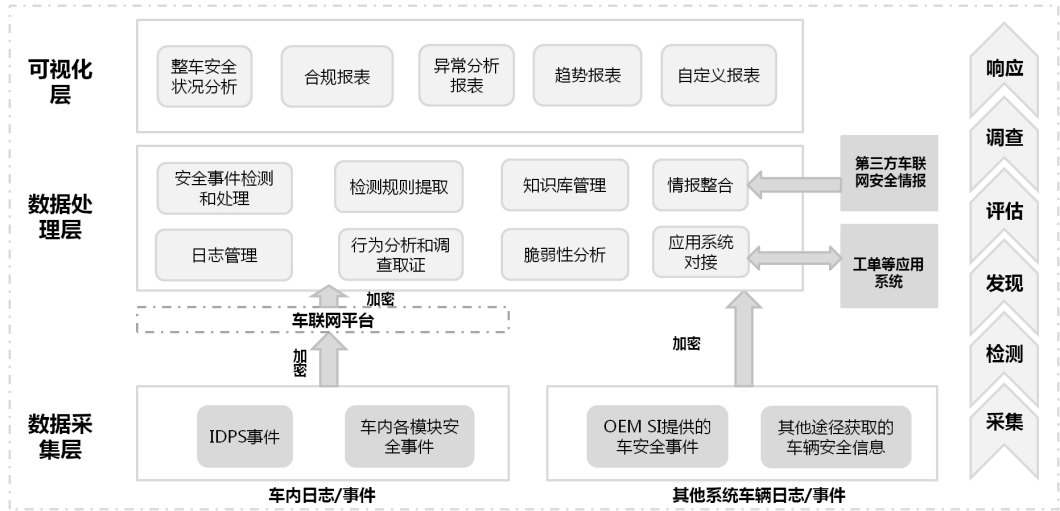 可视化
层
整车安全
状况分析
合规报表
异常分析
报表
趋势报表
自定义报表
数据处
理层
安全事件检测
和处理
检测规则提取
知识库管理
情报整合
日志管理
行为分析和调
查取证
脆弱性分析
应用系统
对接
第三方车联
网安全情报
工单等应用
系统
加密
车联网平台
加
密
加密
数据采
集层
IDPS事件
车内各模块安
全事件
OEM SI提供的
车安全事件
其他途径获取的
车辆安全信息
车内日志/事件
其他系统车辆日志/事件
响应
调查
评估
发现
检测
采集